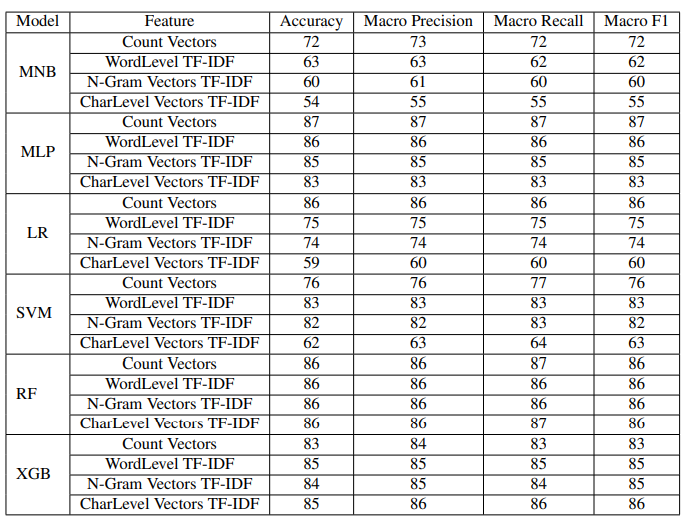 Model Feature Accuracy Macro Precision Macro Recall Macro F1
MNB
Count Vectors 72 73 72 72
WordLevel TF-IDF 63 63 62 62
N-Gram Vectors TF-IDF 60 61 60 60
CharLevel Vectors TF-IDF 54 55 55 55
MLP
Count Vectors 87 87 87 87
WordLevel TF-IDF 86 86 86 86
N-Gram Vectors TF-IDF 85 85 85 85
CharLevel Vectors TF-IDF 83 83 83 83
LR
Count Vectors 86 86 86 86
WordLevel TF-IDF 75 75 75 75
N-Gram Vectors TF-IDF 74 74 74 74
CharLevel Vectors TF-IDF 59 60 60 60
SVM
Count Vectors 76 76 77 76
WordLevel TF-IDF 83 83 83 83
N-Gram Vectors TF-IDF 82 82 83 82
CharLevel Vectors TF-IDF 62 63 64 63
RF
Count Vectors 86 86 87 86
WordLevel TF-IDF 86 86 86 86
N-Gram Vectors TF-IDF 86 86 86 86
CharLevel Vectors TF-IDF 86 86 87 86
XGB
Count Vectors 83 84 83 83
WordLevel TF-IDF 85 85 85 85
N-Gram Vectors TF-IDF 84 85 84 85
CharLevel Vectors TF-IDF 85 86 86 86